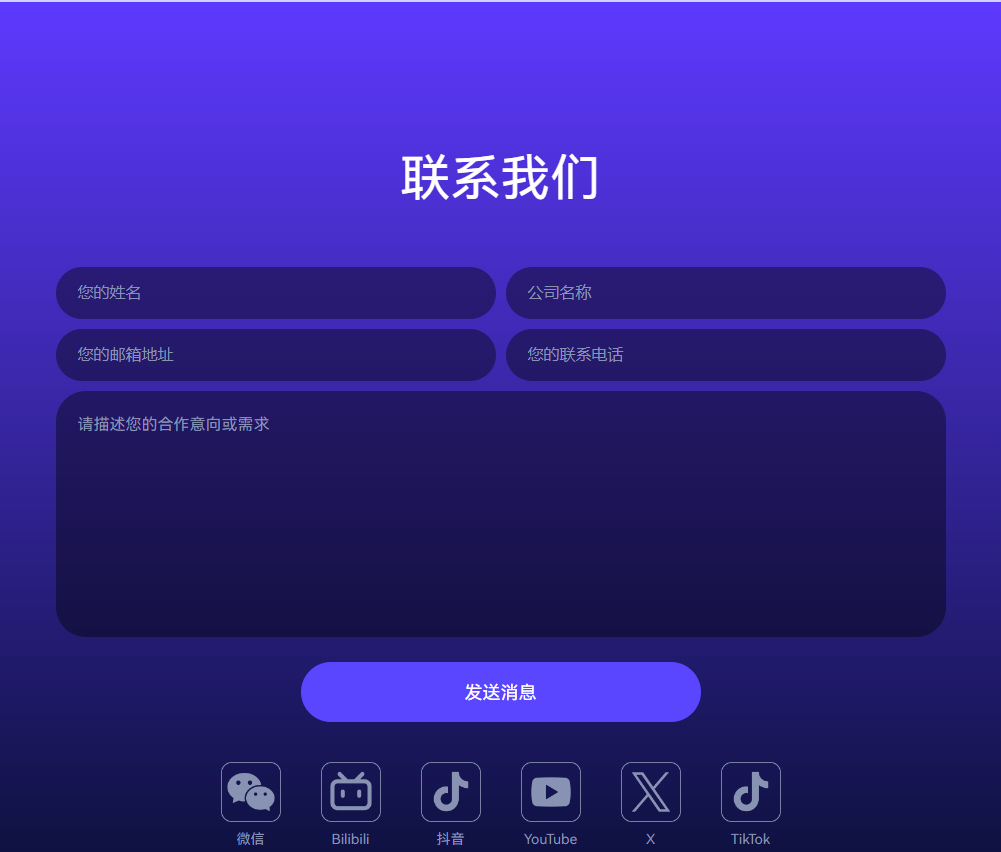 联系我们
您的姓名
公司名称
您的邮箱地址
您的联系电话
请描述您的合作意向或需求
发送消息
微信
Bilibili
抖音
YouTube
X
TikTok